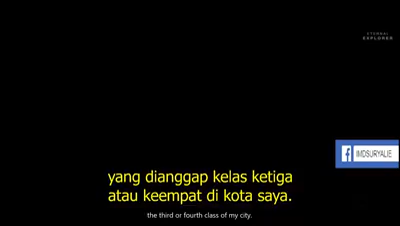 ETERNAL
EXPLORER
f /MDSURYALIE
yang dianggap kelas ketiga
atau keempat di kota saya.
the third or fourth class of my city.